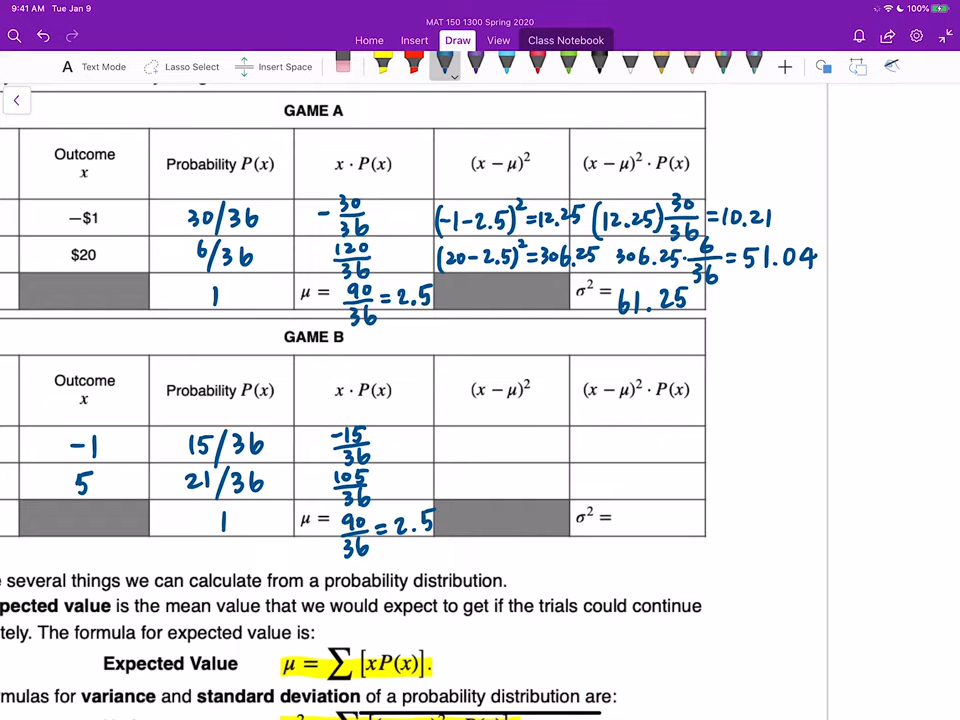 9:41 AM Tue Jan 9
100%
MAT 150 1300 Spring 2020
Home Insert Draw View Class Notebook
A Text Mode Lasso Select Insert Space
GAME A
Outcome x Probability P(x) x · P(x) (x − μ)² (x − μ)² · P(x)
−$1 30/36 -30/36 (-1-2.5)²=12.25 (12.25)30/36=10.21
$20 6/36 120/36 (20-2.5)²=306.25 306.25·6/36=51.04
1 μ = 90/36=2.5 σ² = 61.25
GAME B
Outcome x Probability P(x) x · P(x) (x − μ)² (x − μ)² · P(x)
-1 15/36 -15/36
5 21/36 105/36
1 μ = 90/36=2.5 σ² =
e several things we can calculate from a probability distribution.
pected value is the mean value that we would expect to get if the trials could continue
tely. The formula for expected value is:
Expected Value μ = ∑ [xP(x)].
rmulas for variance and standard deviation of a probability distribution are: